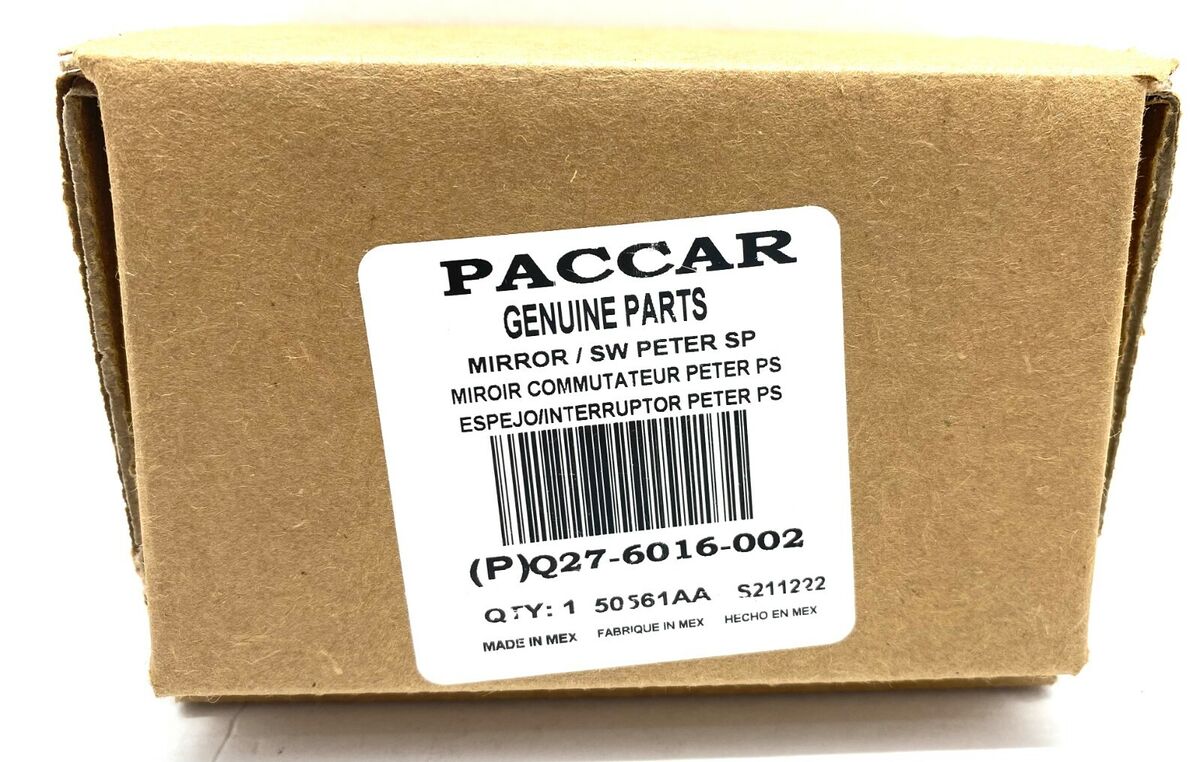 PACCAR
GENUINE PARTS
MIRROR / SW PETER SP
MIROIR COMMUTATEUR PETER PS
ESPEJO/INTERRUPTOR PETER PS
(P)Q27-6016-002
QTY: 1 50561AA S211222
MADE IN MEX FABRIQUE IN MEX HECHO EN MEX